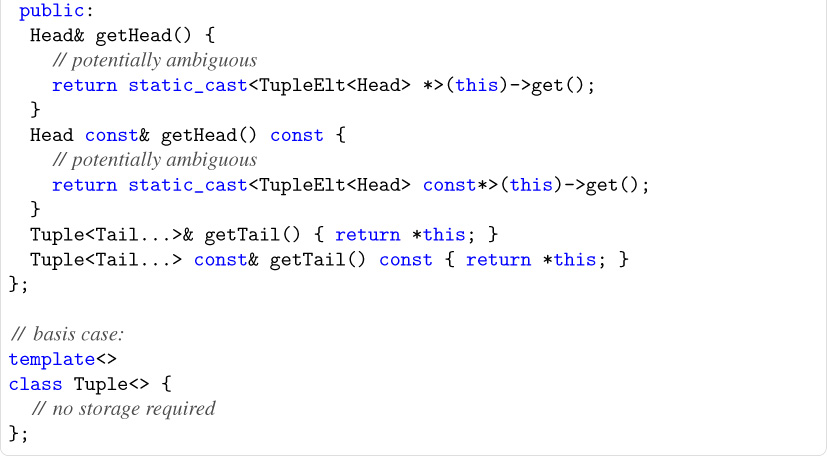 public:
Head& getHead() {
// potentially ambiguous
return static_cast<TupleElt<Head> *>(this)->get();
}
Head const& getHead() const {
// potentially ambiguous
return static_cast<TupleElt<Head> const*>(this)->get();
}
Tuple<Tail...>& getTail() { return *this; }
Tuple<Tail...> const& getTail() const { return *this; }
};
// basis case:
template<>
class Tuple<> {
// no storage required
};